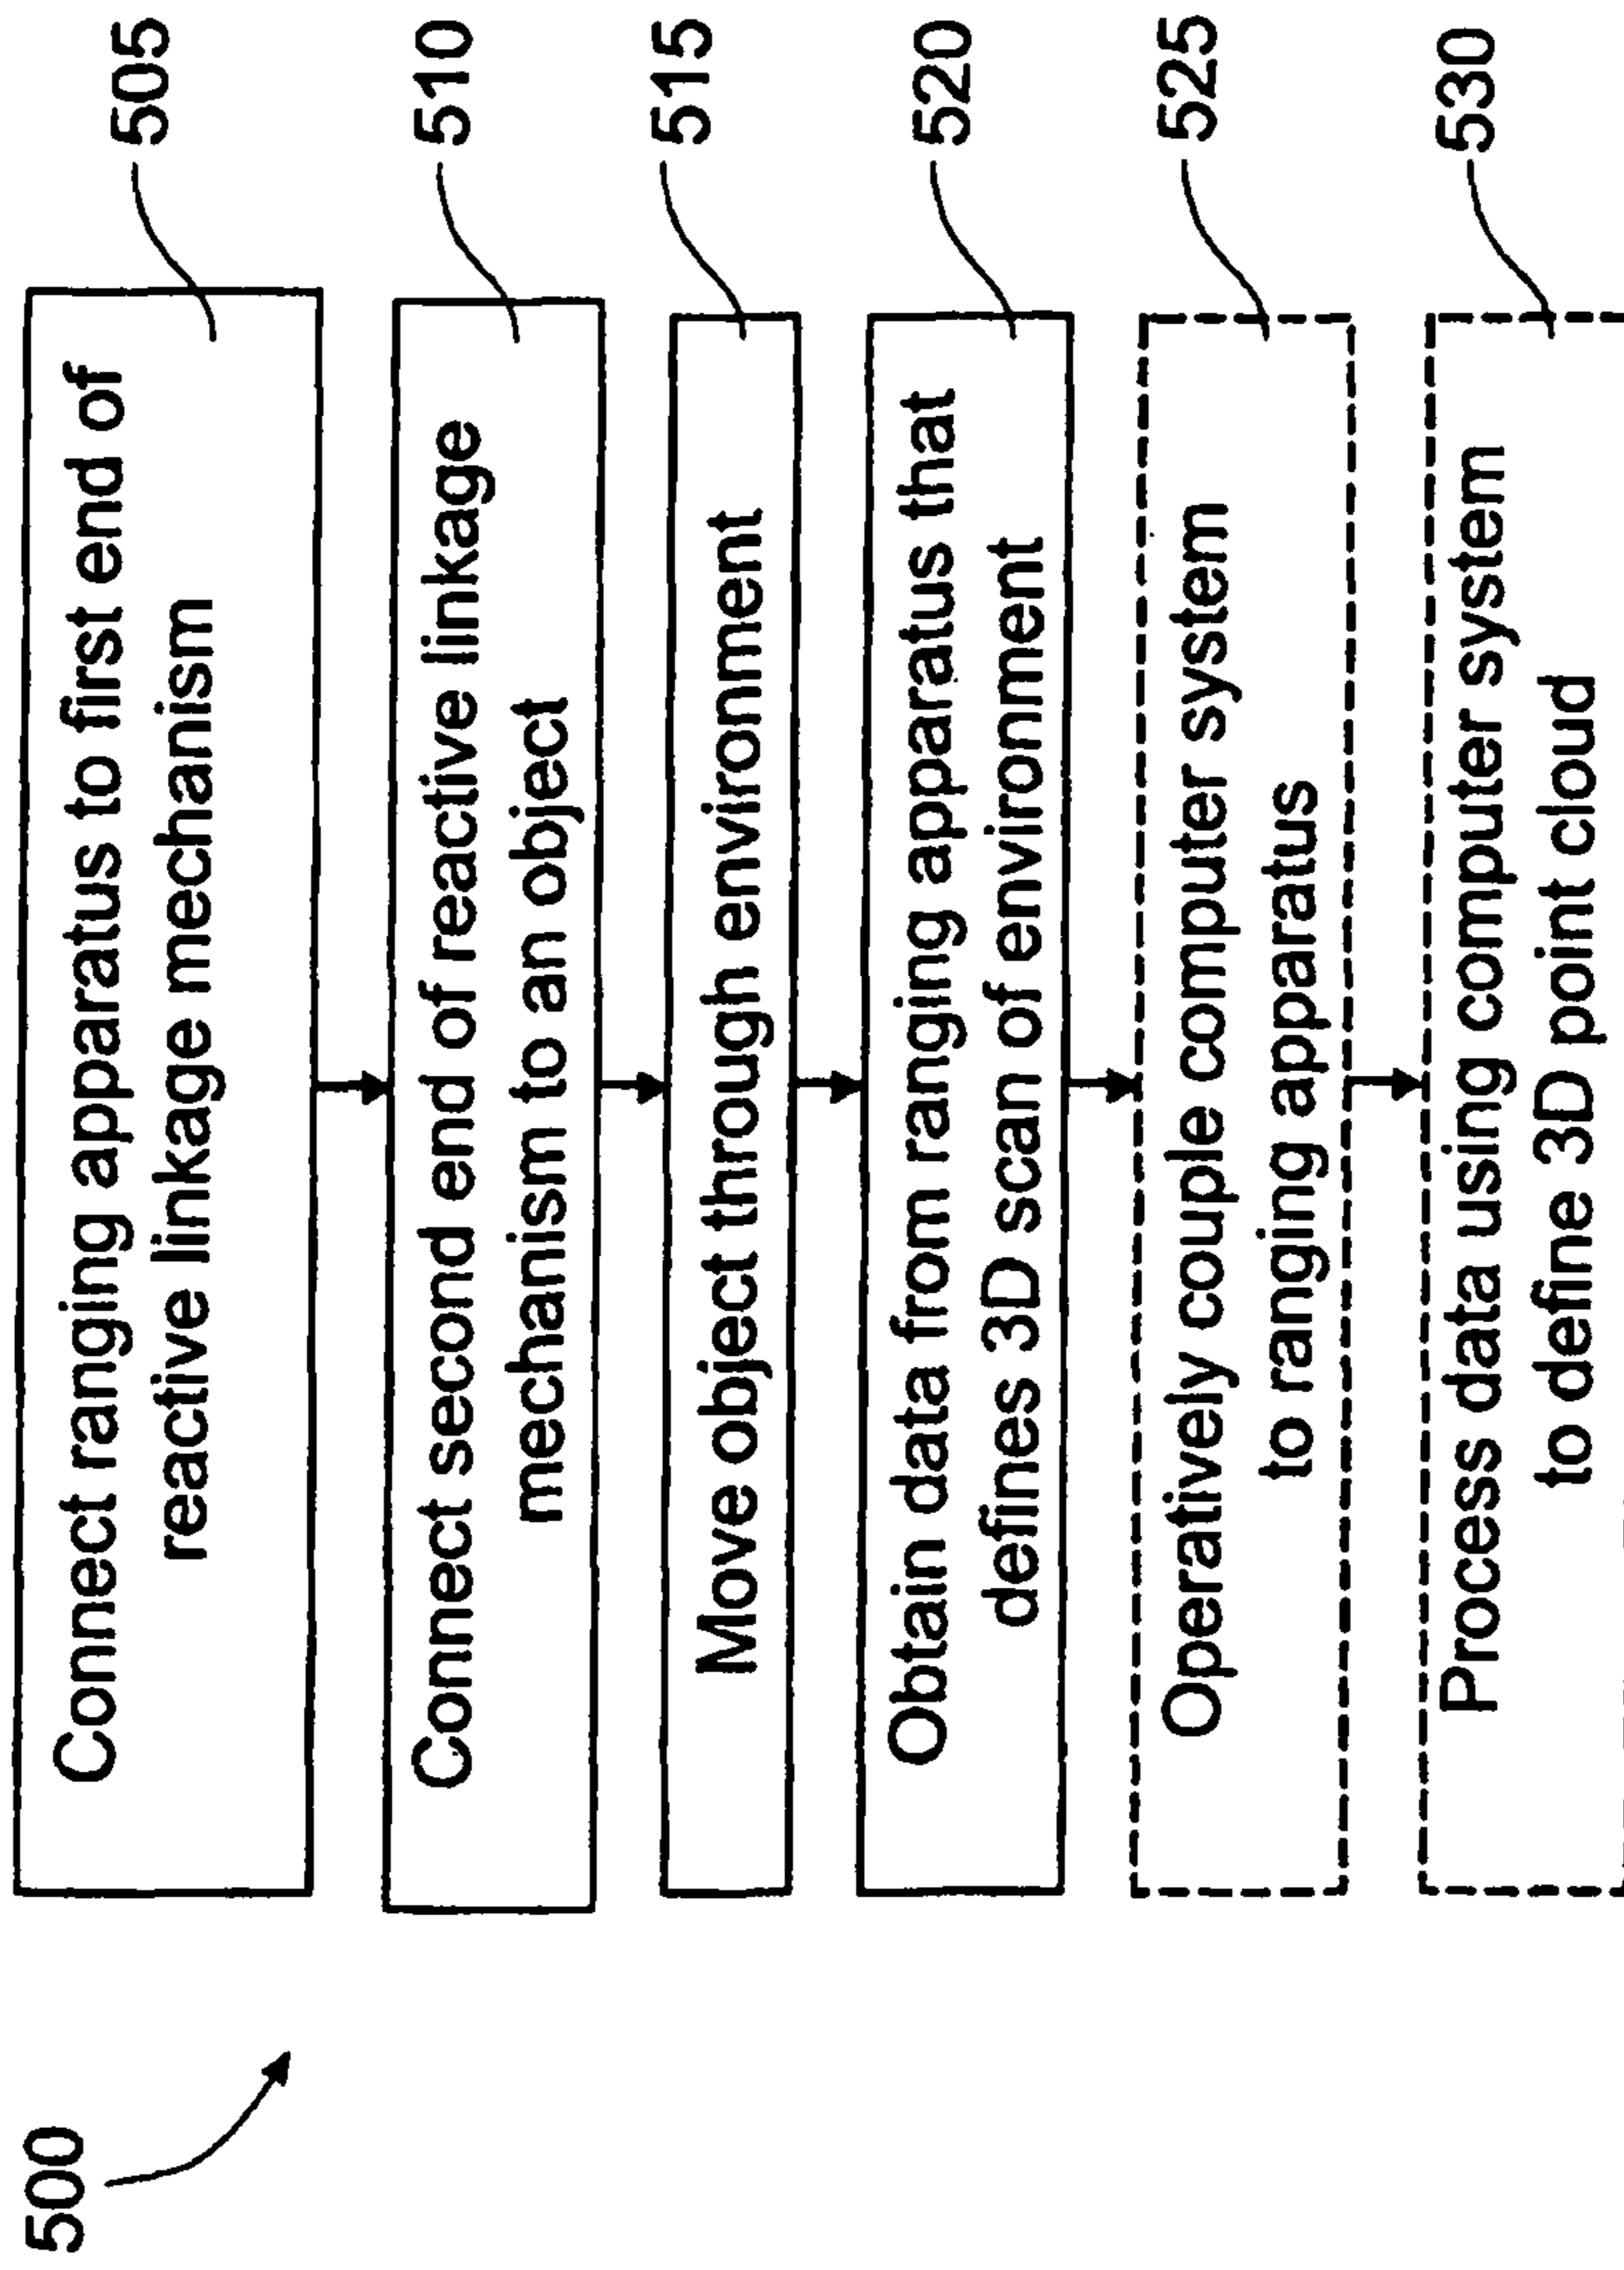 500
Connect ranging apparatus to first end of
reactive linkage mechanism
505
Connect second end of reactive linkage
mechanism to an object
510
Move object through environment
515
Obtain data from ranging apparatus that
defines 3D scan of environment
520
Operatively couple computer system
to ranging apparatus
525
Process data using computer system
to define 3D point cloud
530